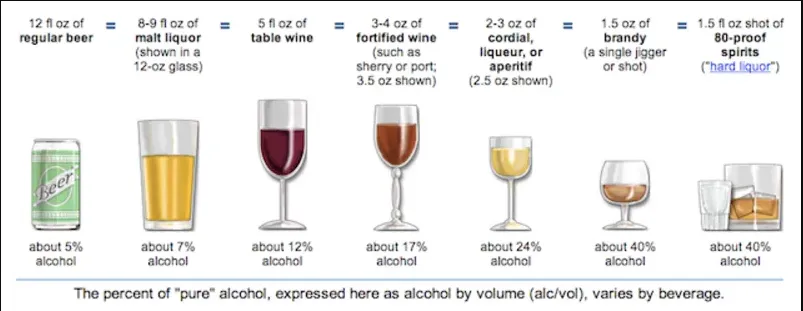 12 fl oz of
regular beer
=
8-9 fl oz of
malt liquor
(shown in a
12-oz glass)
=
5 fl oz of
table wine
=
3-4 oz of
fortified wine
(such as
sherry or port;
3.5 oz shown)
=
2-3 oz of
cordial,
liqueur, or
aperitif
(2.5 oz shown)
=
1.5 oz of
brandy
(a single jigger
or shot)
=
1.5 fl oz shot of
80-proof
spirits
("hard liquor")
Beer
about 5%
alcohol
about 7%
alcohol
about 12%
alcohol
about 17%
alcohol
about 24%
alcohol
about 40%
alcohol
about 40%
alcohol
The percent of "pure" alcohol, expressed here as alcohol by volume (alc/vol), varies by beverage.